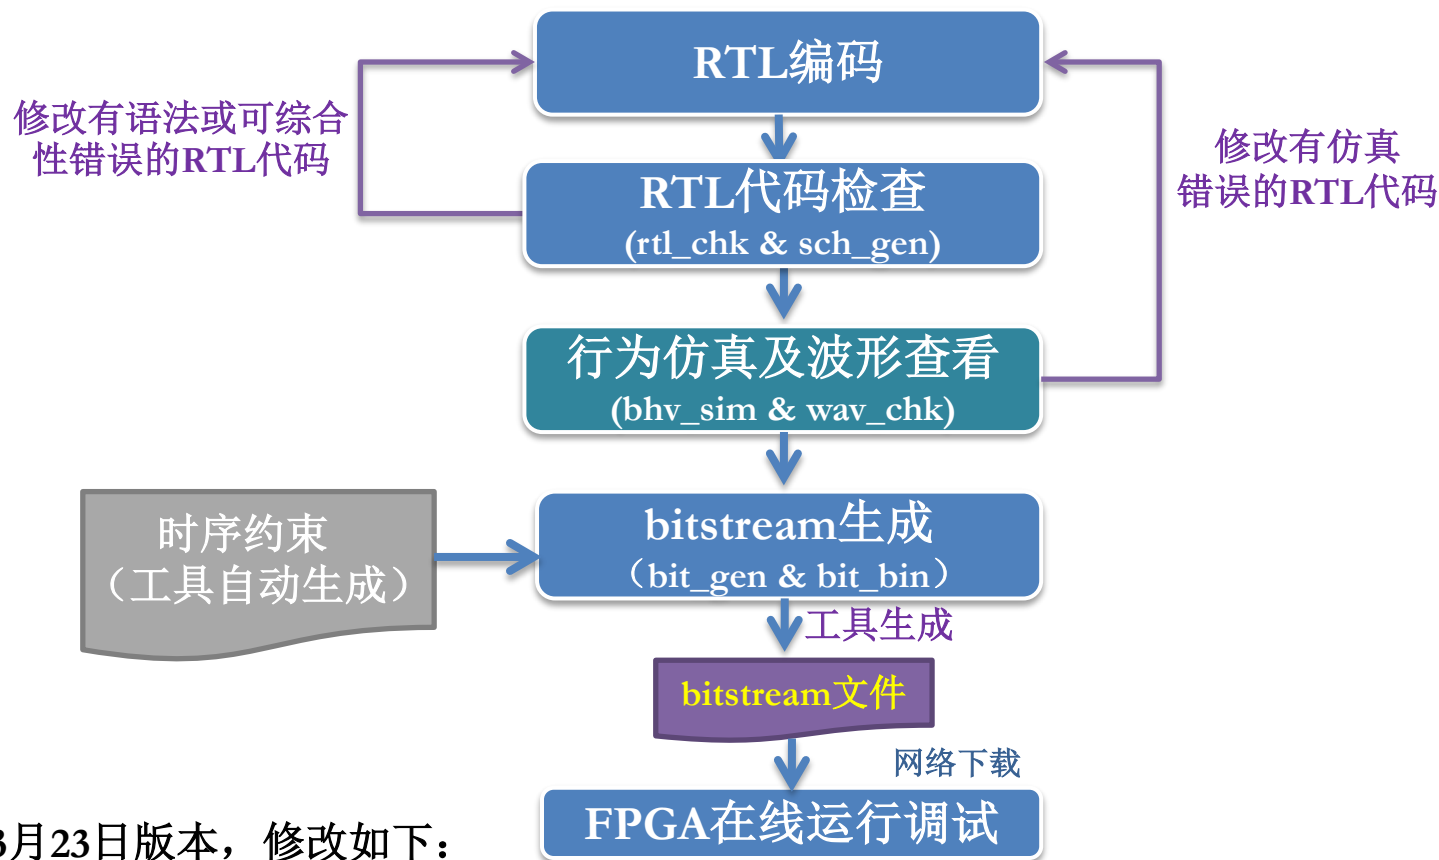 RTL编码
修改有语法或可综合
性错误的RTL代码
修改有仿真
错误的RTL代码
RTL代码检查
(rtl_chk & sch_gen)
行为仿真及波形查看
(bhv_sim & wav_chk)
时序约束
（工具自动生成）
bitstream生成
（bit_gen & bit_bin）
工具生成
bitstream文件
网络下载
FPGA在线运行调试
3月23日版本，修改如下：